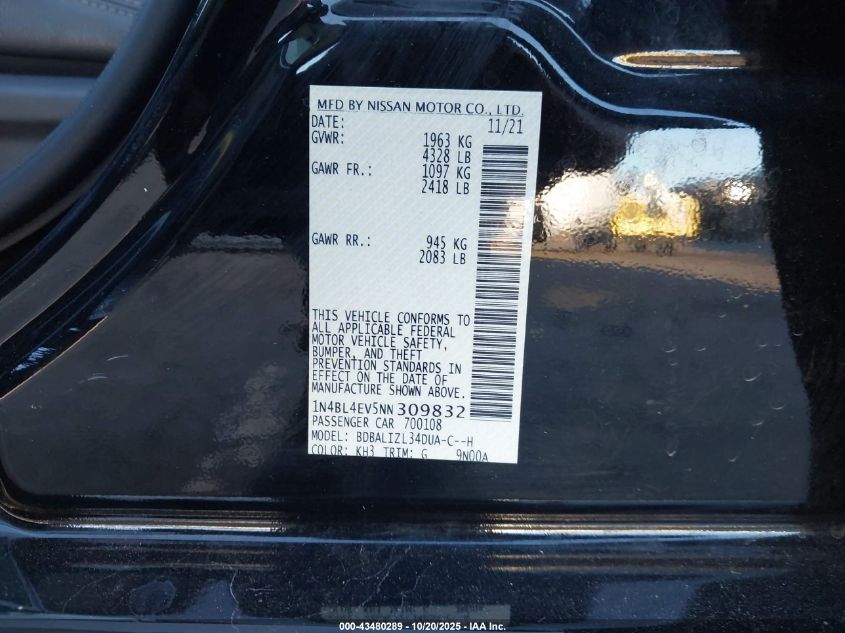 MFD BY NISSAN MOTOR CO., LTD.
DATE: 11/21
GVWR: 1963 KG
4328 LB
GAWR FR.: 1097 KG
2418 LB
GAWR RR.: 945 KG
2083 LB
THIS VEHICLE CONFORMS TO
ALL APPLICABLE FEDERAL
MOTOR VEHICLE SAFETY,
BUMPER, AND THEFT
PREVENTION STANDARDS IN
EFFECT ON THE DATE OF
MANUFACTURE SHOWN ABOVE.
1N4BL4EV5NN309832
PASSENGER CAR 700108
MODEL: BDBALIZL34DUA-C--H
COLOR: KH3 TRIM: G 9N00A
000-43480289 - 10/20/2025 - IAA Inc.